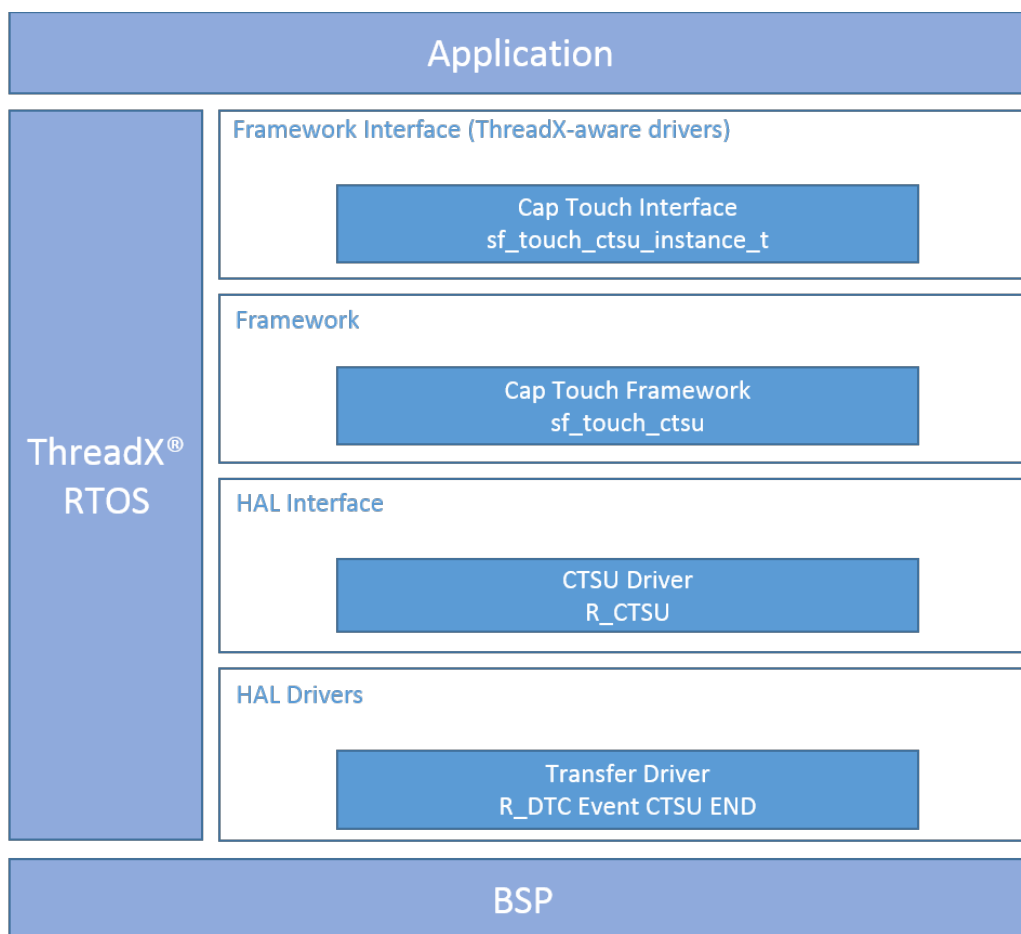 Application
ThreadX®
RTOS
Framework Interface (ThreadX-aware drivers)
Cap Touch Interface
sf_touch_ctsu_instance_t
Framework
Cap Touch Framework
sf_touch_ctsu
HAL Interface
CTSU Driver
R_CTSU
HAL Drivers
Transfer Driver
R_DTC Event CTSU END
BSP